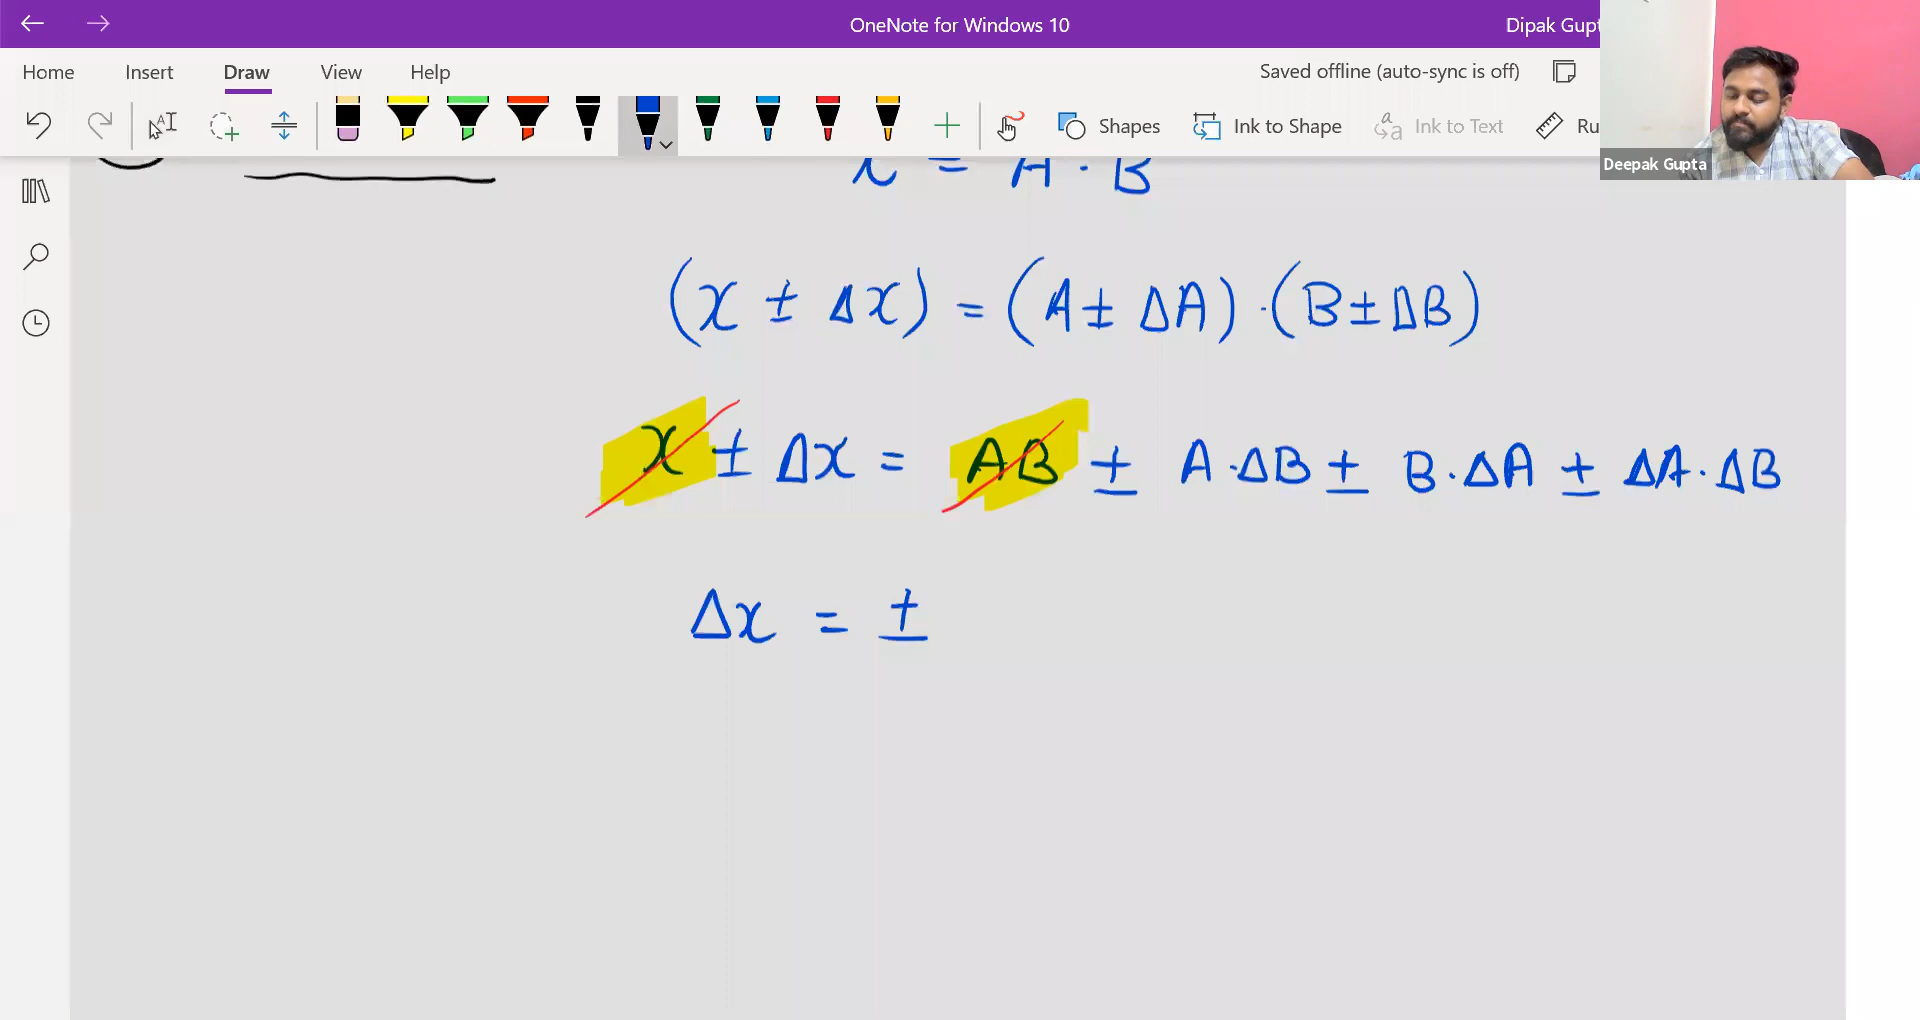 OneNote for Windows 10
Dipak Gupt
Home Insert Draw View Help
Saved offline (auto-sync is off)
Shapes Ink to Shape Ink to Text Ru
Deepak Gupta
x = A · B
(x ± Δx) = (A ± ΔA) · (B ± ΔB)
x ± Δx = AB ± A · ΔB ± B · ΔA ± ΔA · ΔB
Δx = ±